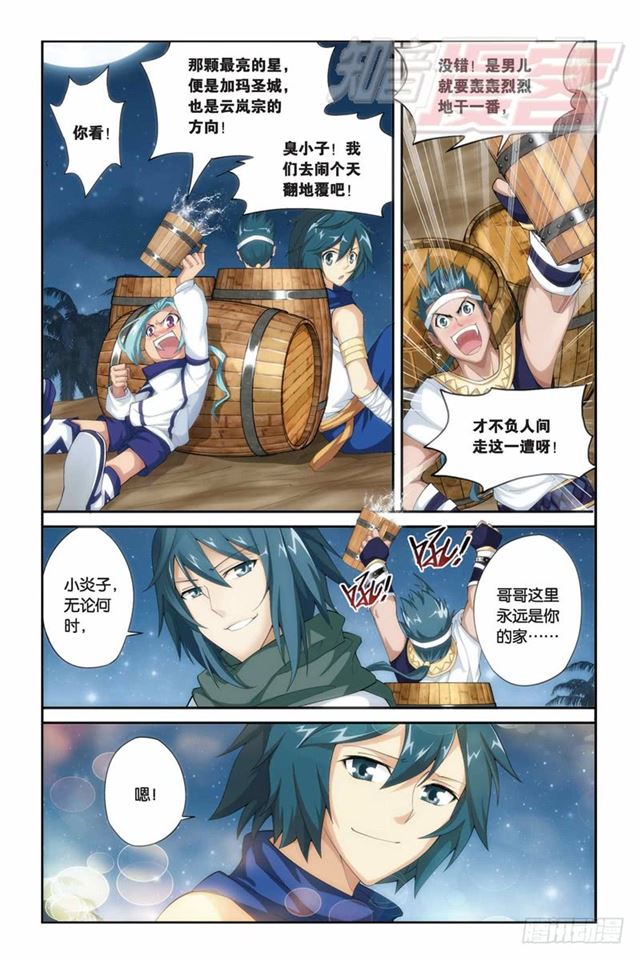 知音漫客
你看！
那颗最亮的星，
便是加玛圣城，
也是云岚宗的
方向！
臭小子！我
们去闹个天
翻地覆吧！
没错！是男儿
就要轰轰烈烈
地干一番，
才不负人间
走这一遭呀！
小炎子，
无论何
时，
哥哥这里
永远是你
的家……
嗯！
腾讯动漫